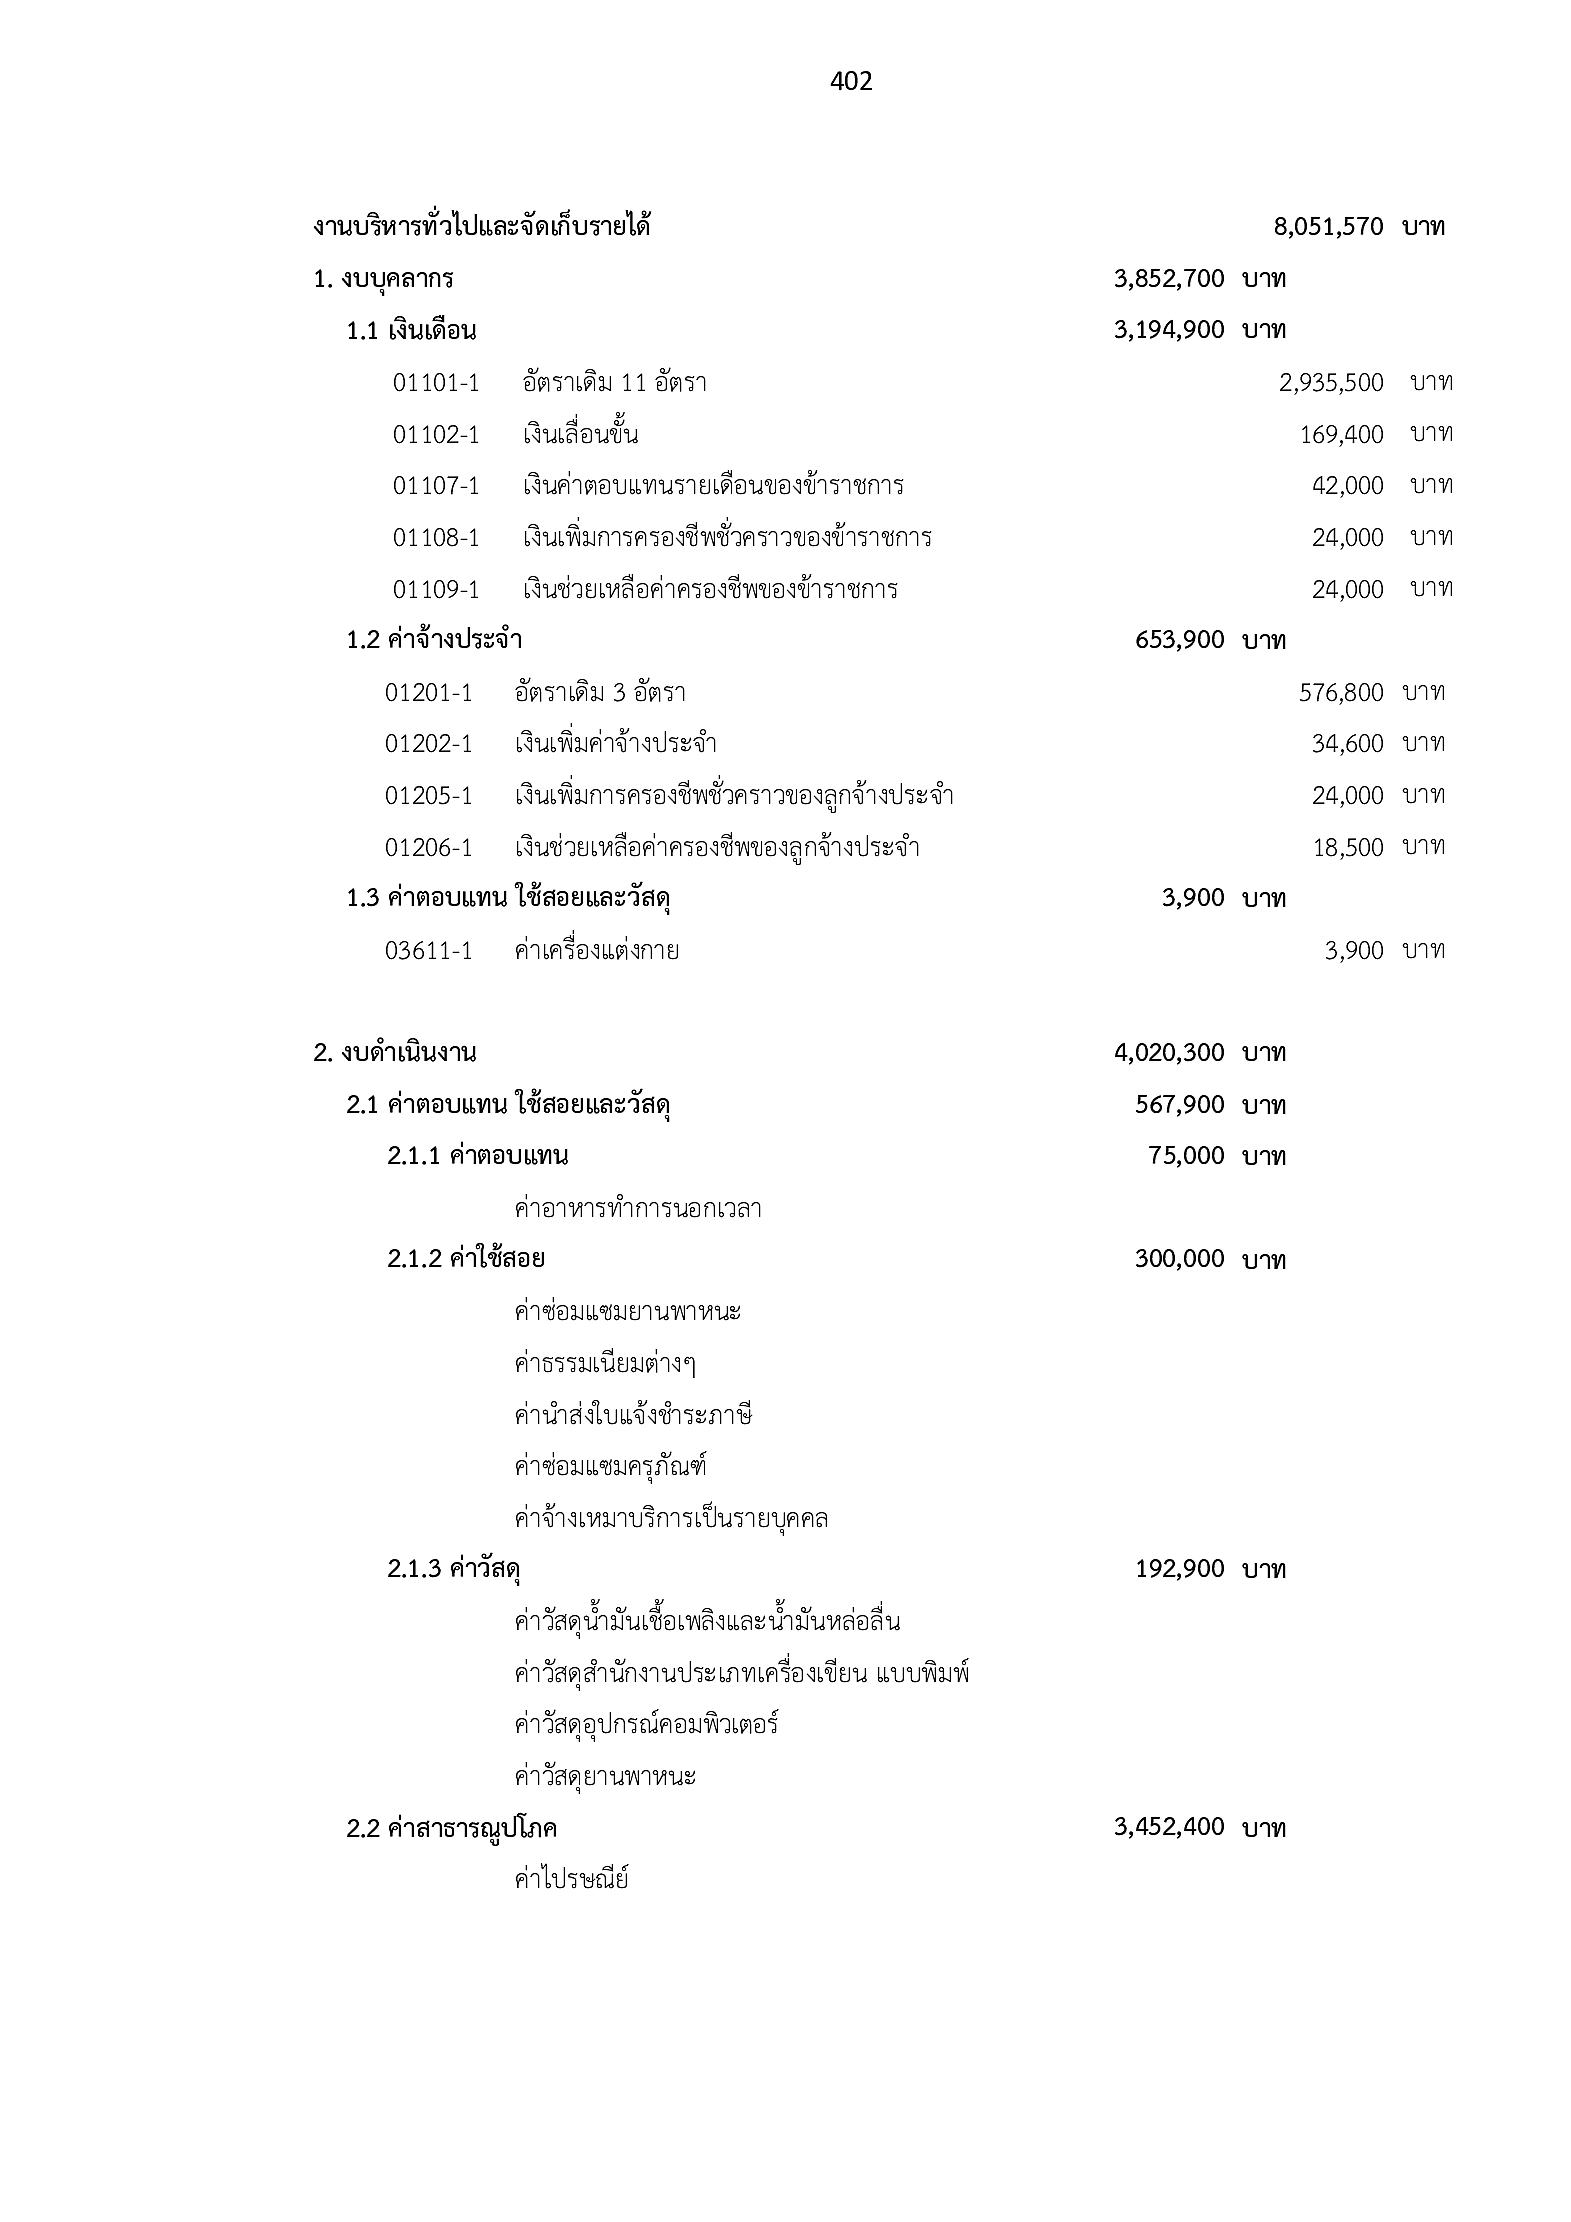 402
งานบริหารทั่วไปและจัดเก็บรายได้ 8,051,570 บาท
1. งบบุคลากร 3,852,700 บาท
1.1 เงินเดือน 3,194,900 บาท
01101-1 อัตราเดิม 11 อัตรา 2,935,500 บาท
01102-1 เงินเลื่อนขั้น 169,400 บาท
01107-1 เงินค่าตอบแทนรายเดือนของข้าราชการ 42,000 บาท
01108-1 เงินเพิ่มการครองชีพชั่วคราวของข้าราชการ 24,000 บาท
01109-1 เงินช่วยเหลือค่าครองชีพของข้าราชการ 24,000 บาท
1.2 ค่าจ้างประจำ 653,900 บาท
01201-1 อัตราเดิม 3 อัตรา 576,800 บาท
01202-1 เงินเพิ่มค่าจ้างประจำ 34,600 บาท
01205-1 เงินเพิ่มการครองชีพชั่วคราวของลูกจ้างประจำ 24,000 บาท
01206-1 เงินช่วยเหลือค่าครองชีพของลูกจ้างประจำ 18,500 บาท
1.3 ค่าตอบแทน ใช้สอยและวัสดุ 3,900 บาท
03611-1 ค่าเครื่องแต่งกาย 3,900 บาท
2. งบดำเนินงาน 4,020,300 บาท
2.1 ค่าตอบแทน ใช้สอยและวัสดุ 567,900 บาท
2.1.1 ค่าตอบแทน 75,000 บาท
ค่าอาหารทำการนอกเวลา
2.1.2 ค่าใช้สอย 300,000 บาท
ค่าซ่อมแซมยานพาหนะ
ค่าธรรมเนียมต่างๆ
ค่านำส่งใบแจ้งชำระภาษี
ค่าซ่อมแซมครุภัณฑ์
ค่าจ้างเหมาบริการเป็นรายบุคคล
2.1.3 ค่าวัสดุ 192,900 บาท
ค่าวัสดุน้ำมันเชื้อเพลิงและน้ำมันหล่อลื่น
ค่าวัสดุสำนักงานประเภทเครื่องเขียน แบบพิมพ์
ค่าวัสดุอุปกรณ์คอมพิวเตอร์
ค่าวัสดุยานพาหนะ
2.2 ค่าสาธารณูปโภค 3,452,400 บาท
ค่าไปรษณีย์